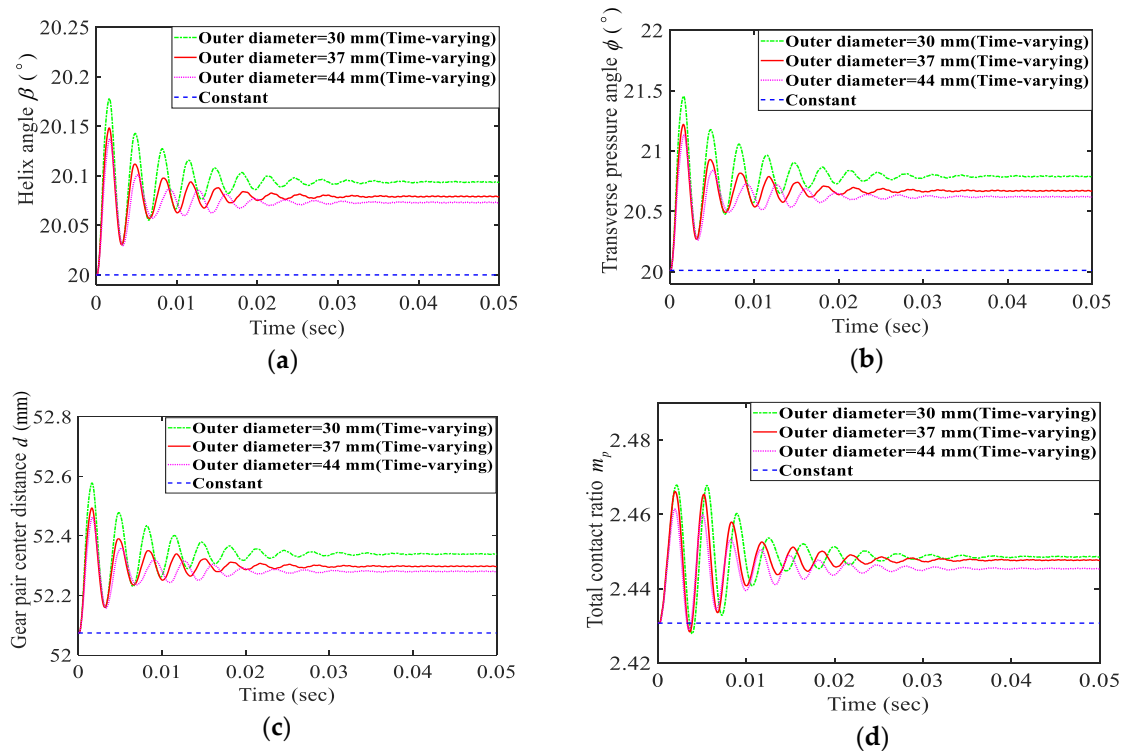 20.25
20.2
20.15
20.1
20.05
20
Helix angle β (°)
Outer diameter=30 mm(Time-varying)
Outer diameter=37 mm(Time-varying)
Outer diameter=44 mm(Time-varying)
Constant
0 0.01 0.02 0.03 0.04 0.05
Time (sec)
(a)
22
21.5
21
20.5
20
Transverse pressure angle ϕ (°)
Outer diameter=30 mm(Time-varying)
Outer diameter=37 mm(Time-varying)
Outer diameter=44 mm(Time-varying)
Constant
0 0.01 0.02 0.03 0.04 0.05
Time (sec)
(b)
52.8
52.6
52.4
52.2
52
Gear pair center distance d (mm)
Outer diameter=30 mm(Time-varying)
Outer diameter=37 mm(Time-varying)
Outer diameter=44 mm(Time-varying)
Constant
0 0.01 0.02 0.03 0.04 0.05
Time (sec)
(c)
2.48
2.46
2.44
2.42
Total contact ratio mp
Outer diameter=30 mm(Time-varying)
Outer diameter=37 mm(Time-varying)
Outer diameter=44 mm(Time-varying)
Constant
0 0.01 0.02 0.03 0.04 0.05
Time (sec)
(d)